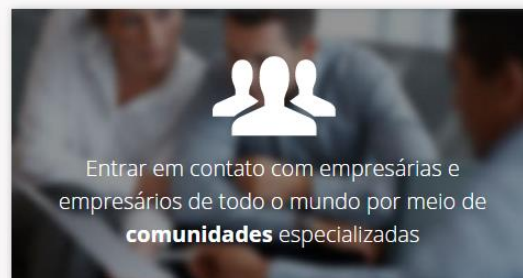 Entrar em contato com empresárias e
empresários de todo o mundo por meio de
comunidades especializadas